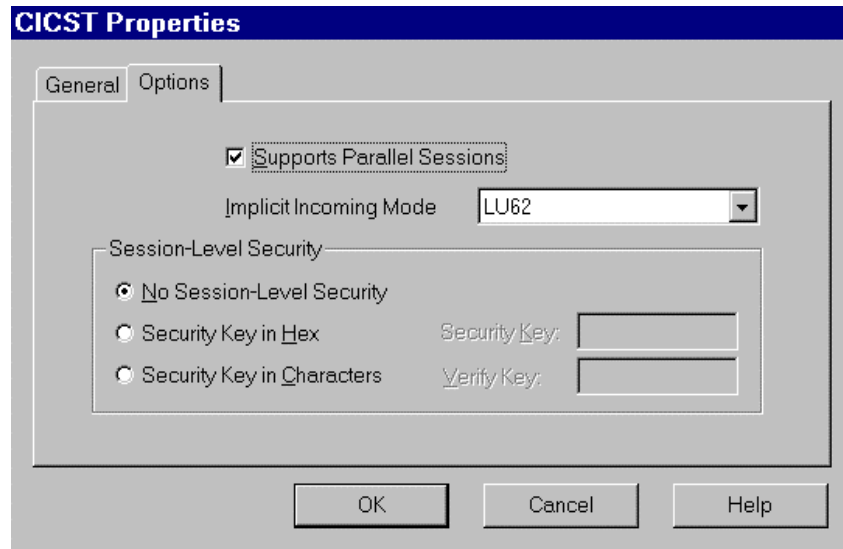 CICST Properties
General Options
Supports Parallel Sessions
Implicit Incoming Mode LU62
Session-Level Security
No Session-Level Security
Security Key in Hex Security Key:
Security Key in Characters Verify Key:
OK Cancel Help